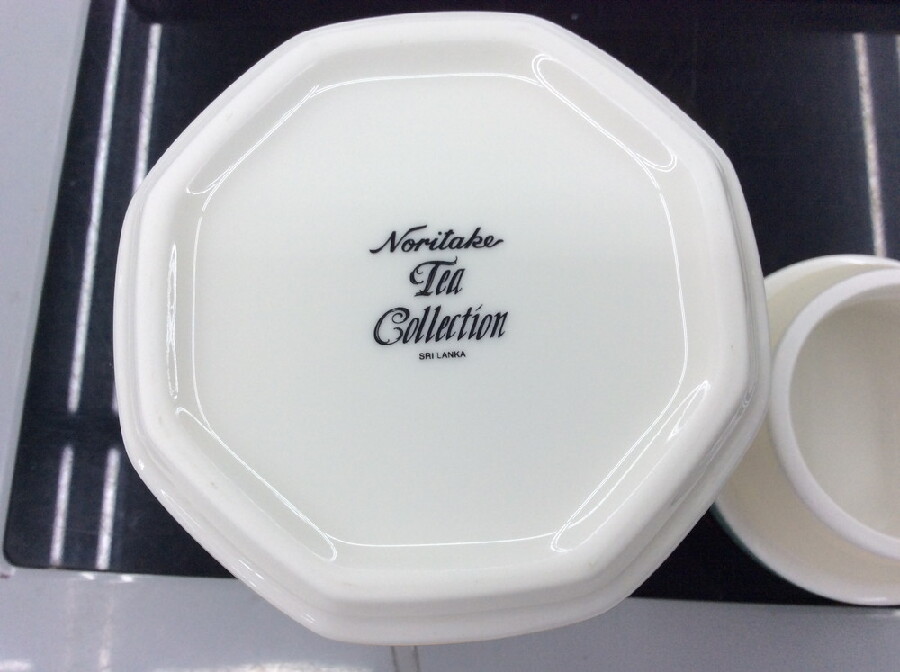 Noritake
Tea
Collection
SRI LANKA